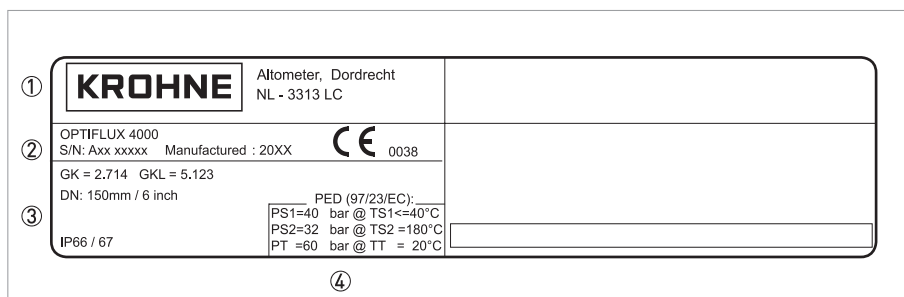 ①
KROHNE
Altometer, Dordrecht
NL - 3313 LC
②
OPTIFLUX 4000
S/N: Axx xxxxx Manufactured : 20XX
CE 0038
③
GK = 2.714 GKL = 5.123
DN: 150mm / 6 inch
PED (97/23/EC):
PS1=40 bar @ TS1<=40°C
PS2=32 bar @ TS2 =180°C
IP66 / 67
PT =60 bar @ TT = 20°C
④